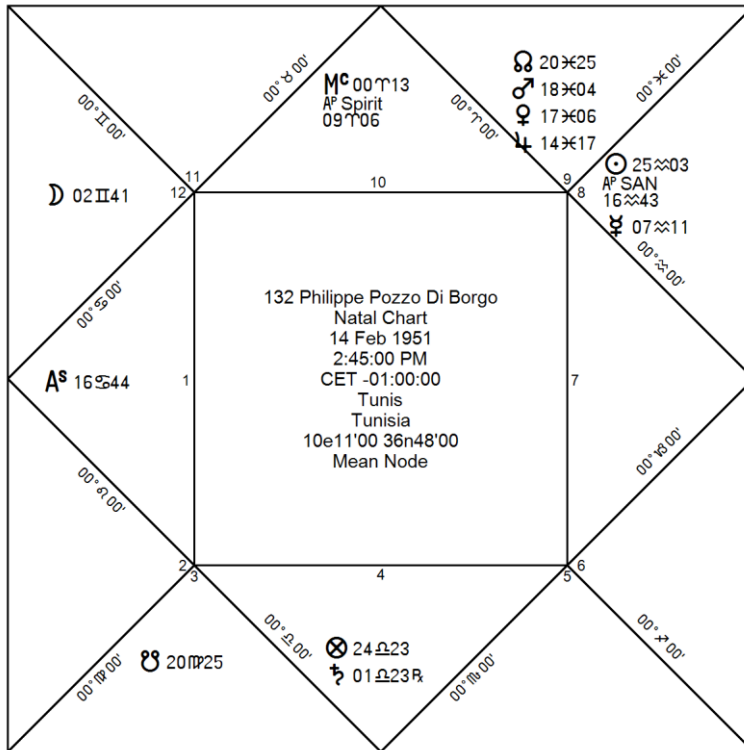 ☊ 20♓25
Mc 00♈13
♂ 18♓04
AP Spirit
09♈06
♀ 17♓06
♃ 14♓17
00°♉00'
00°♈00'
00°♓00'
00°♊00'
11
12
10
9
8
☉ 25♒03
AP SAN
16♒43
☿ 07♒11
☽ 02♊41
00°♒00'
00°♋00'
132 Philippe Pozzo Di Borgo
Natal Chart
14 Feb 1951
2:45:00 PM
CET -01:00:00
Tunis
Tunisia
10e11'00 36n48'00
Mean Node
As 16♋44
1
7
00°♌00'
00°♑00'
2
3
4
6
5
☋ 20♍25
⊗ 24♎23
♄ 01♎23℞
00°♍00'
00°♎00'
00°♏00'
00°♐00'